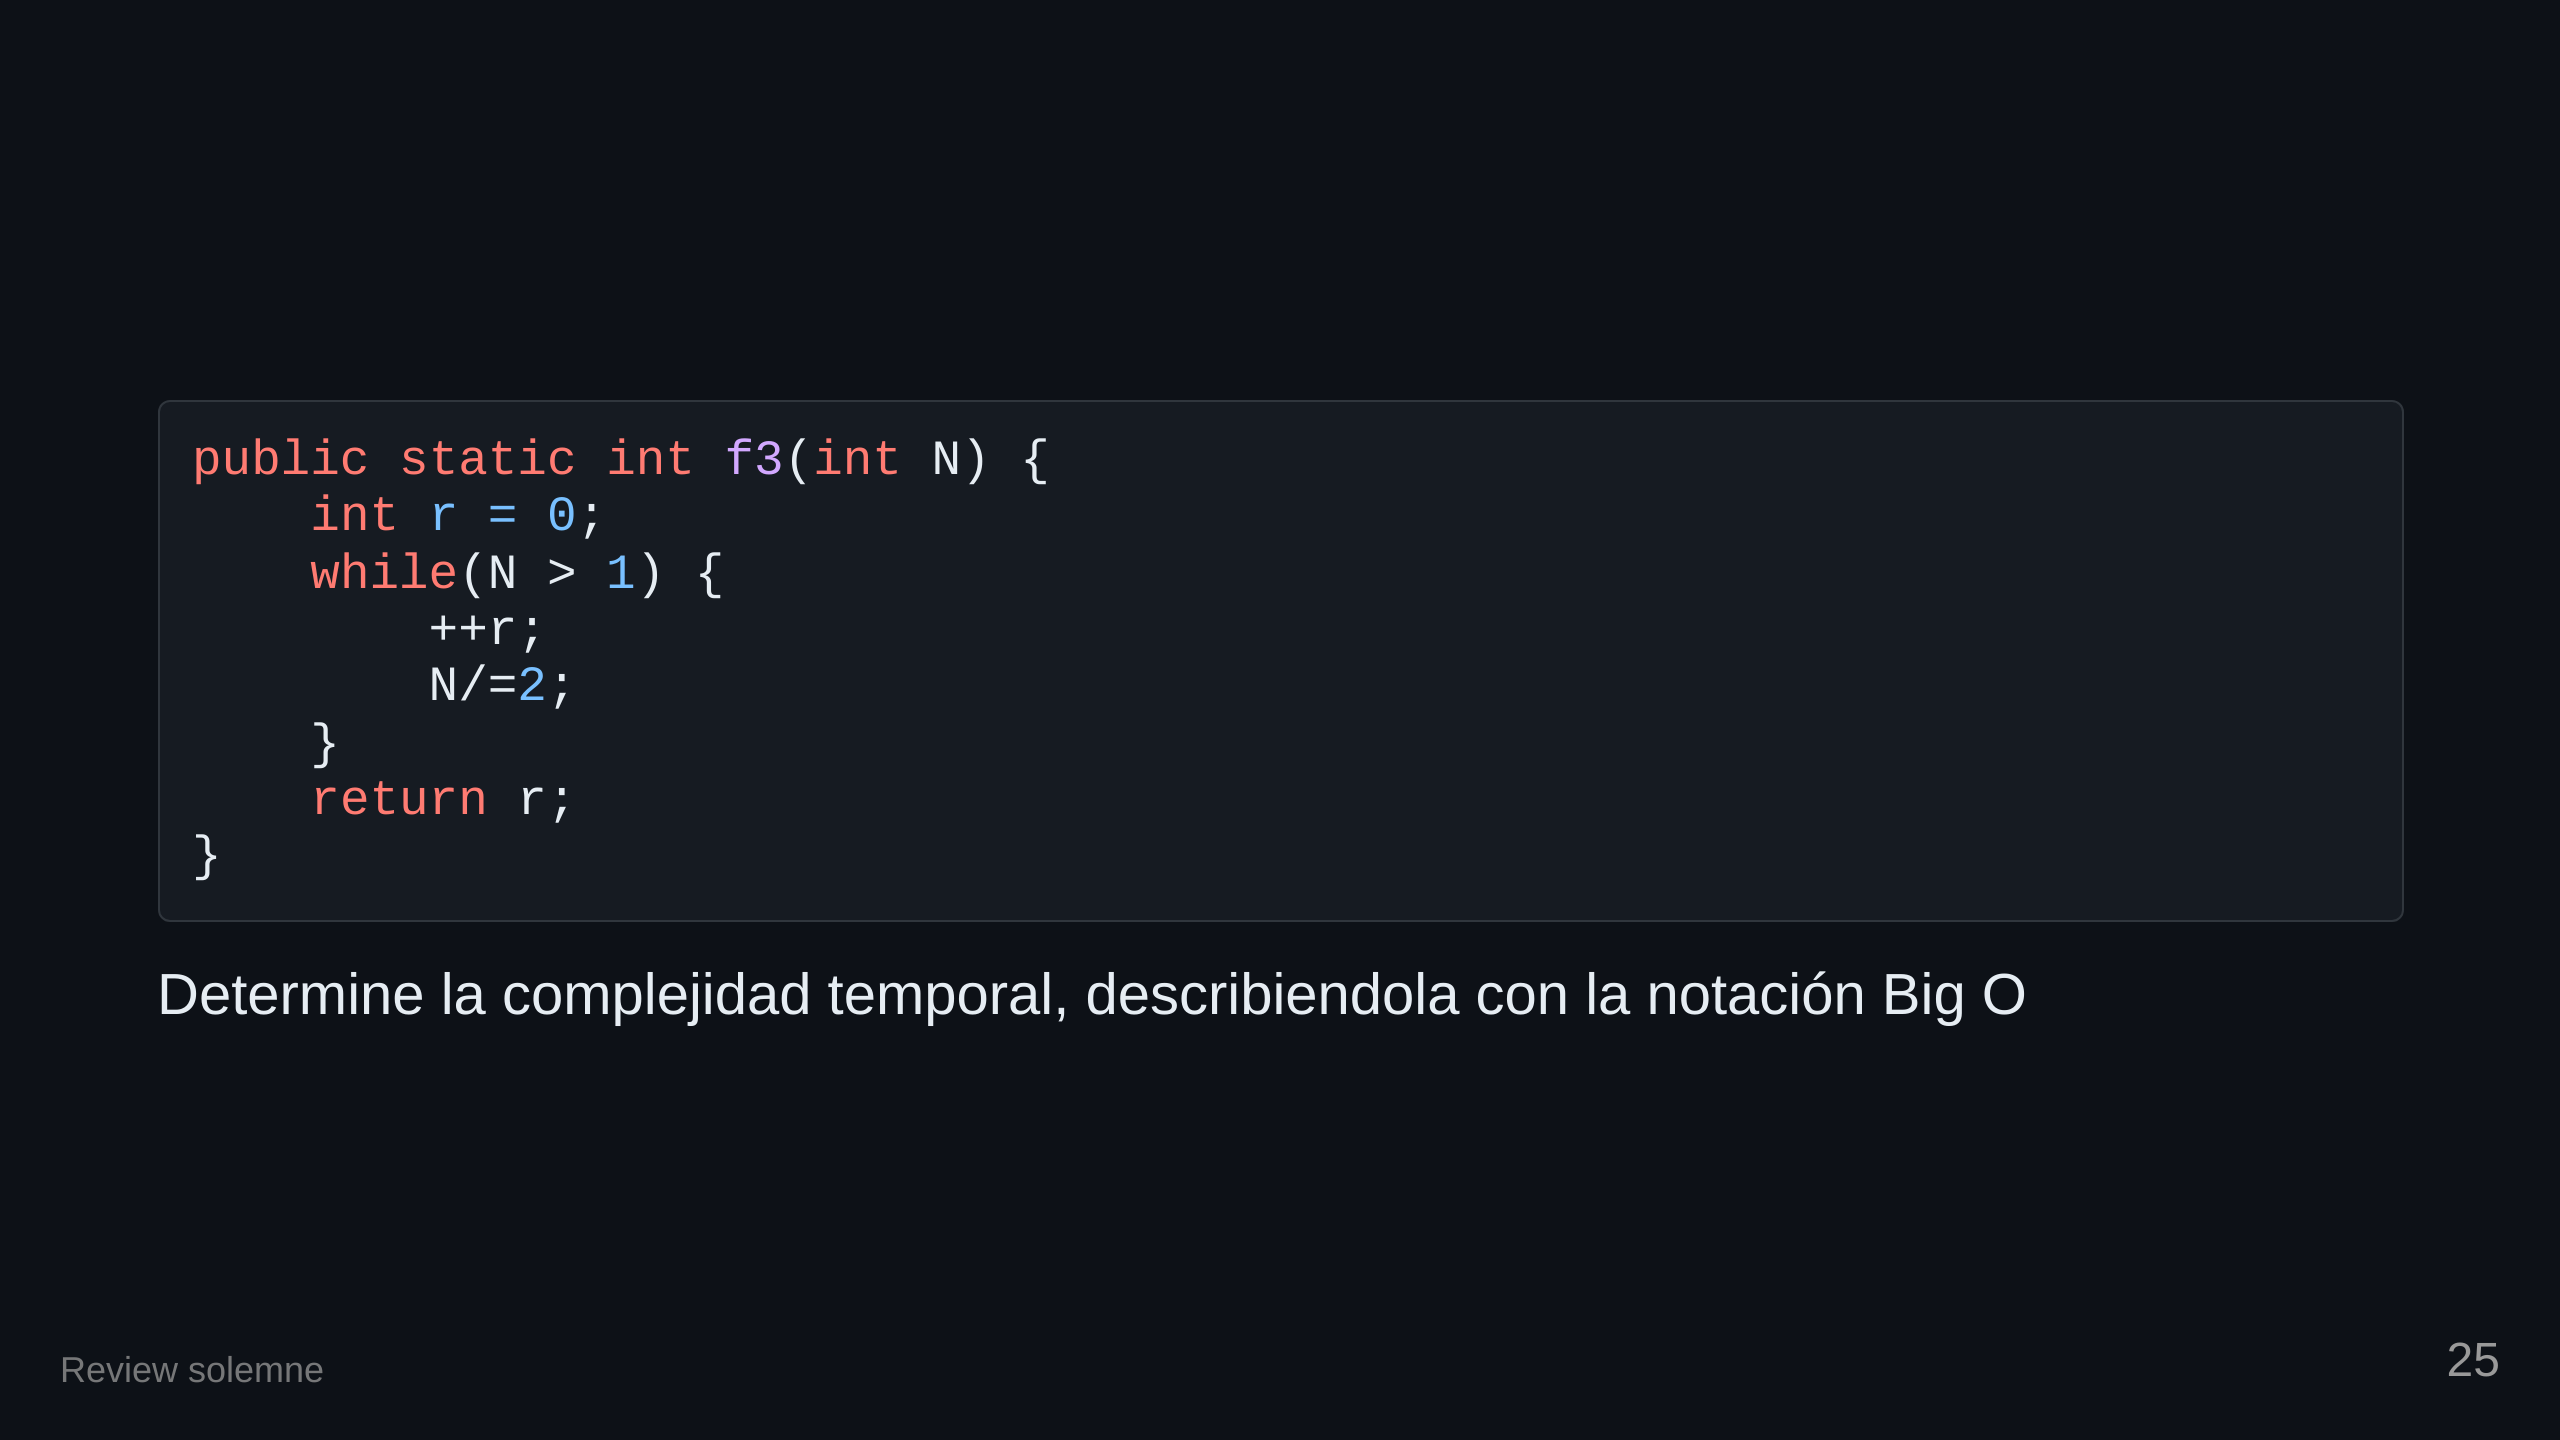 public static int f3(int N) {
    int r = 0;
    while(N > 1) {
        ++r;
        N/=2;
    }
    return r;
}
Determine la complejidad temporal, describiendola con la notación Big O
Review solemne
25